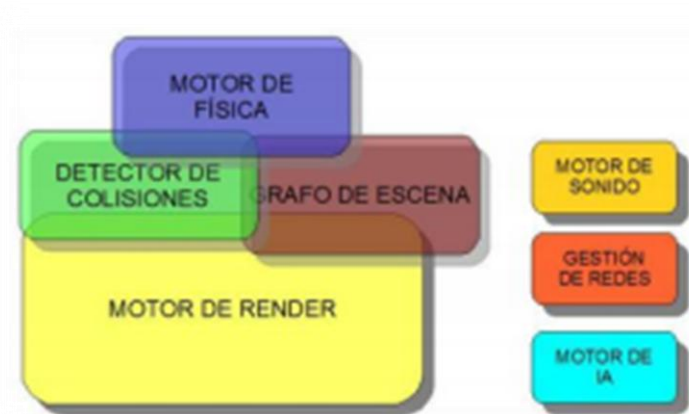 MOTOR DE
FÍSICA
DETECTOR DE
COLISIONES
GRAFO DE ESCENA
MOTOR DE RENDER
MOTOR DE
SONIDO
GESTIÓN
DE REDES
MOTOR DE
IA